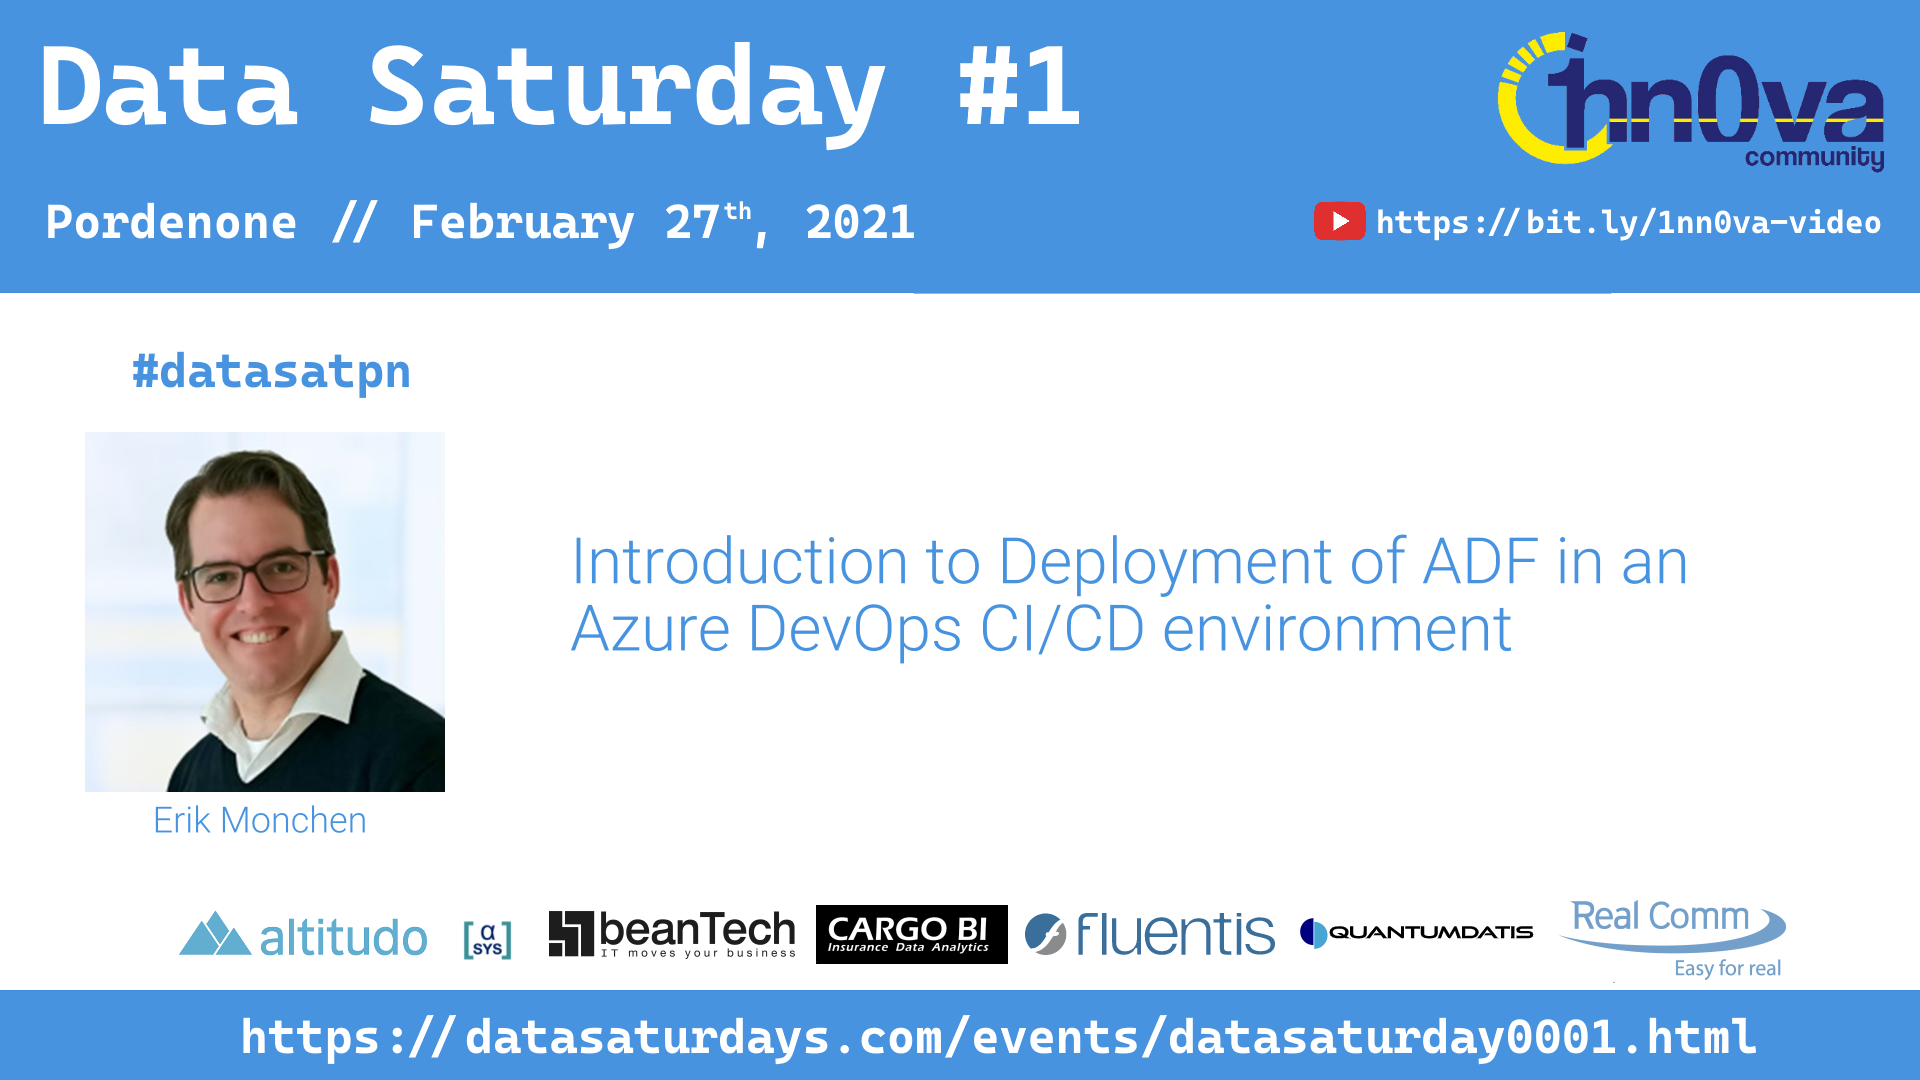 Data Saturday #1
1nn0va
community
Pordenone // February 27th, 2021
https://bit.ly/1nn0va-video
#datasatpn
Introduction to Deployment of ADF in an
Azure DevOps CI/CD environment
Erik Monchen
altitudo
[α
SYS]
beanTech
IT moves your business
CARGO BI
Insurance Data Analytics
fluentis
QUANTUMDATIS
Real Comm
Easy for real
https://datasaturdays.com/events/datasaturday0001.html